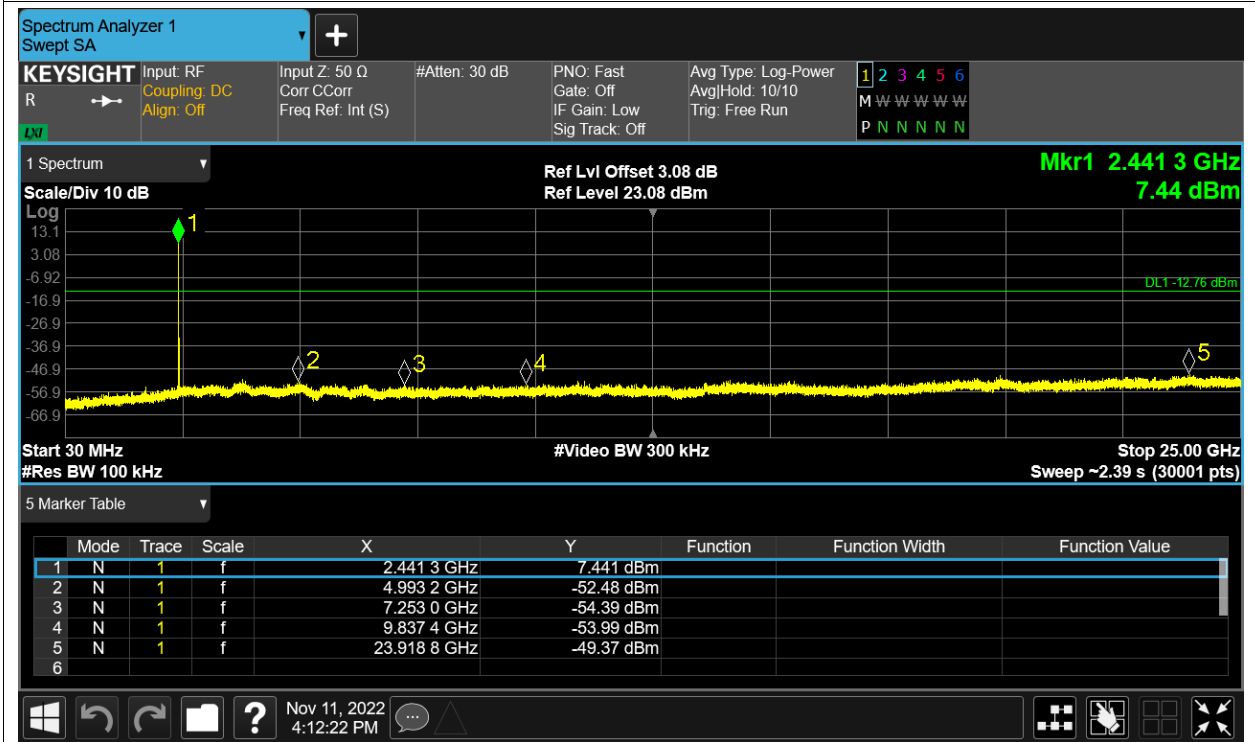 Spectrum Analyzer 1
Swept SA
KEYSIGHT
R
LXI
Input: RF
Coupling: DC
Align: Off
Input Z: 50 Ω
Corr CCorr
Freq Ref: Int (S)
#Atten: 30 dB
PNO: Fast
Gate: Off
IF Gain: Low
Sig Track: Off
Avg Type: Log-Power
Avg|Hold: 10/10
Trig: Free Run
1 2 3 4 5 6
M W W W W W
P N N N N N
1 Spectrum
Scale/Div 10 dB
Ref Lvl Offset 3.08 dB
Ref Level 23.08 dBm
Mkr1 2.441 3 GHz
7.44 dBm
Log
13.1
3.08
-6.92
-16.9
-26.9
-36.9
-46.9
-56.9
-66.9
1
2
3
4
5
DL1 -12.76 dBm
Start 30 MHz
#Res BW 100 kHz
#Video BW 300 kHz
Stop 25.00 GHz
Sweep ~2.39 s (30001 pts)
5 Marker Table
Mode Trace Scale X Y Function Function Width Function Value
1 N 1 f 2.441 3 GHz 7.441 dBm
2 N 1 f 4.993 2 GHz -52.48 dBm
3 N 1 f 7.253 0 GHz -54.39 dBm
4 N 1 f 9.837 4 GHz -53.99 dBm
5 N 1 f 23.918 8 GHz -49.37 dBm
6
?
Nov 11, 2022
4:12:22 PM